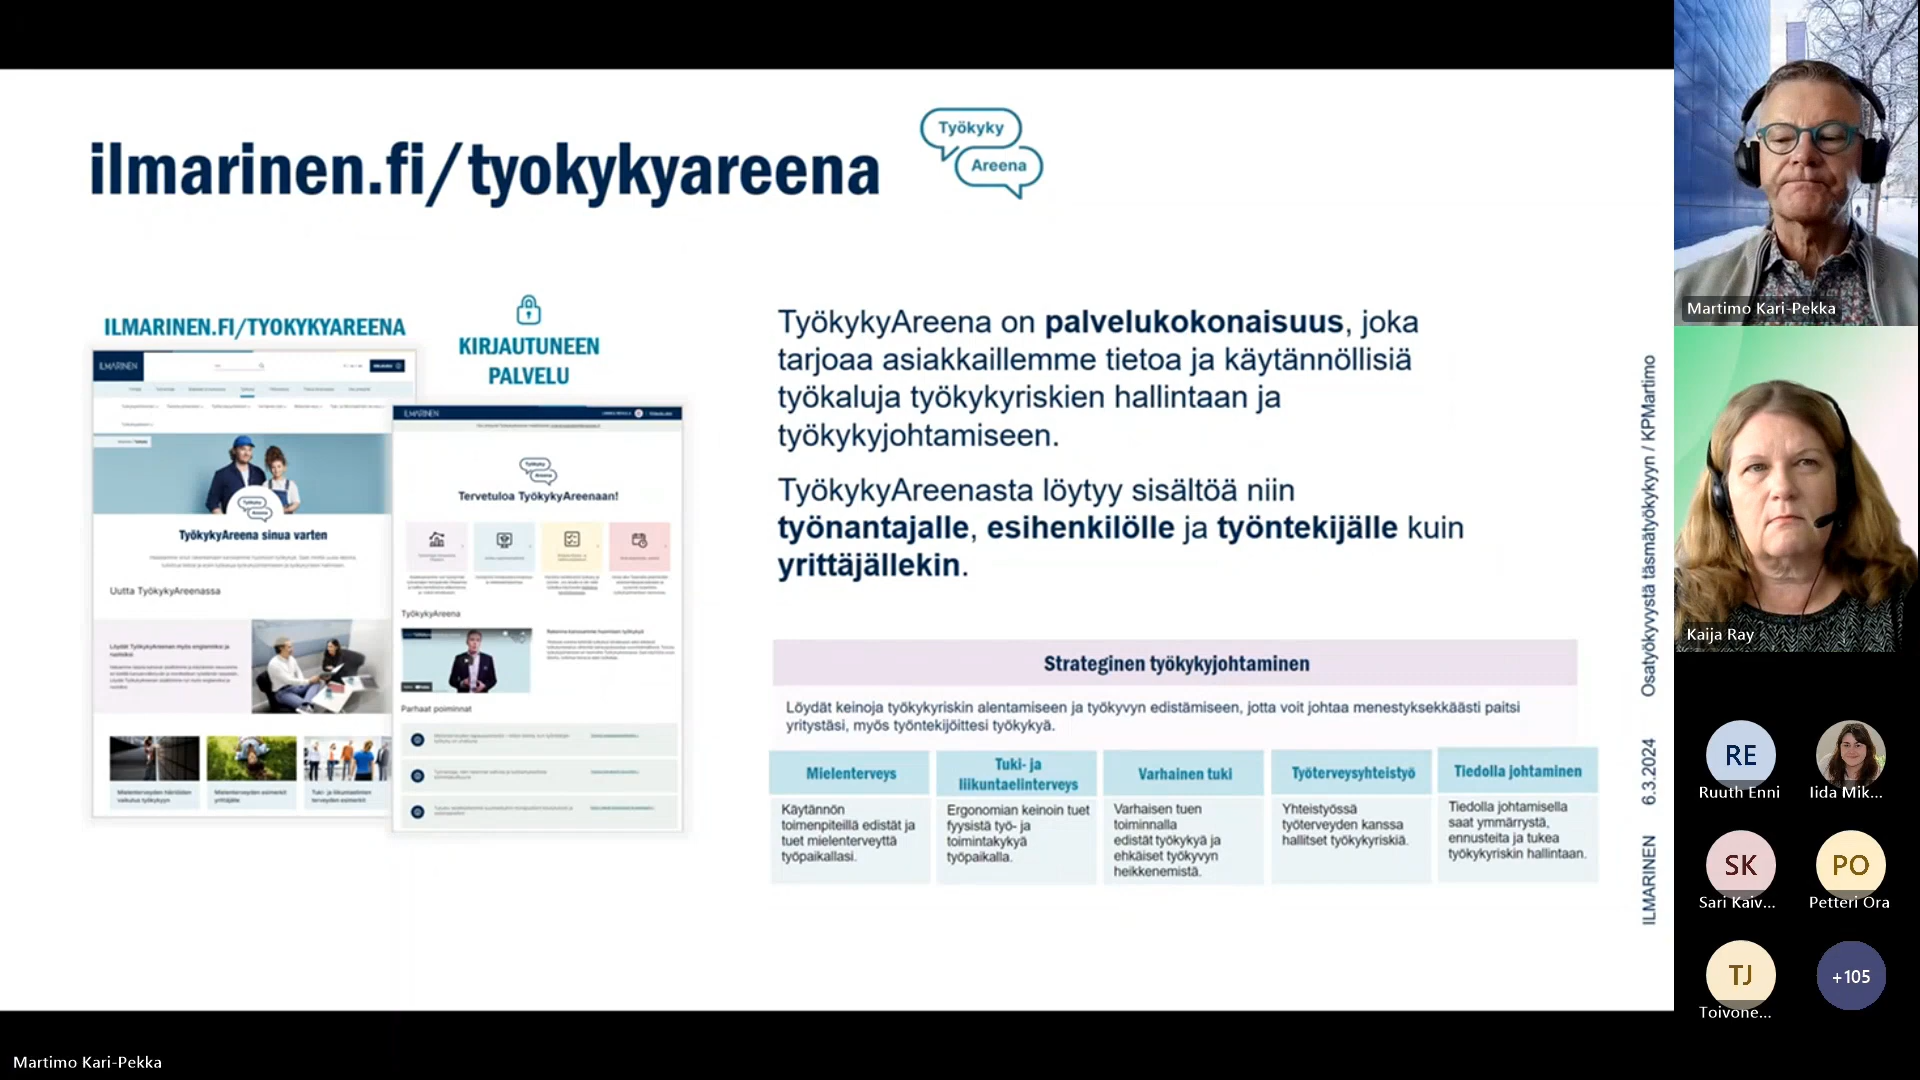 ilmarinen.fi/tyokykyareena
Työkyky
Areena
ILMARINEN.FI/TYOKYKYAREENA
KIRJAUTUNEEN
PALVELU
ILMARINEN
TyökykyAreena sinua varten
Uutta TyökykyAreenassa
ILMARINEN
Työkyky
Areena
Tervetuloa TyökykyAreenaan!
TyökykyAreena
Parhaat poiminnat
TyökykyAreena on palvelukokonaisuus, joka
tarjoaa asiakkaillemme tietoa ja käytännöllisiä
työkaluja työkykyriskien hallintaan ja
työkykyjohtamiseen.
TyökykyAreenasta löytyy sisältöä niin
työnantajalle, esihenkilölle ja työntekijälle kuin
yrittäjällekin.
Strateginen työkykyjohtaminen
Löydät keinoja työkykyriskin alentamiseen ja työkyvyn edistämiseen, jotta voit johtaa menestyksekkäästi paitsi
yritystäsi, myös työntekijöittesi työkykyä.
Mielenterveys
Käytännön
toimenpiteillä edistät ja
tuet mielenterveyttä
työpaikallasi.
Tuki- ja
liikuntaelinterveys
Ergonomian keinoin tuet
fyysistä työ- ja
toimintakykyä
työpaikalla.
Varhainen tuki
Varhaisen tuen
toiminnalla
edistät työkykyä ja
ehkäiset työkyvyn
heikkenemistä.
Työterveysyhteistyö
Yhteistyössä
työterveyden kanssa
hallitset työkykyriskiä.
Tiedolla johtaminen
Tiedolla johtamisella
saat ymmärrystä,
ennusteita ja tukea
työkykyriskin hallintaan.
ILMARINEN 6.3.2024 Osatyökyvystä täsmätyökykyyn / KPMartimo
Martimo Kari-Pekka
Kaija Ray
RE
Ruuth Enni
Iida Mik...
SK
Sari Kaiv...
PO
Petteri Ora
TJ
Toivone...
+105
Martimo Kari-Pekka